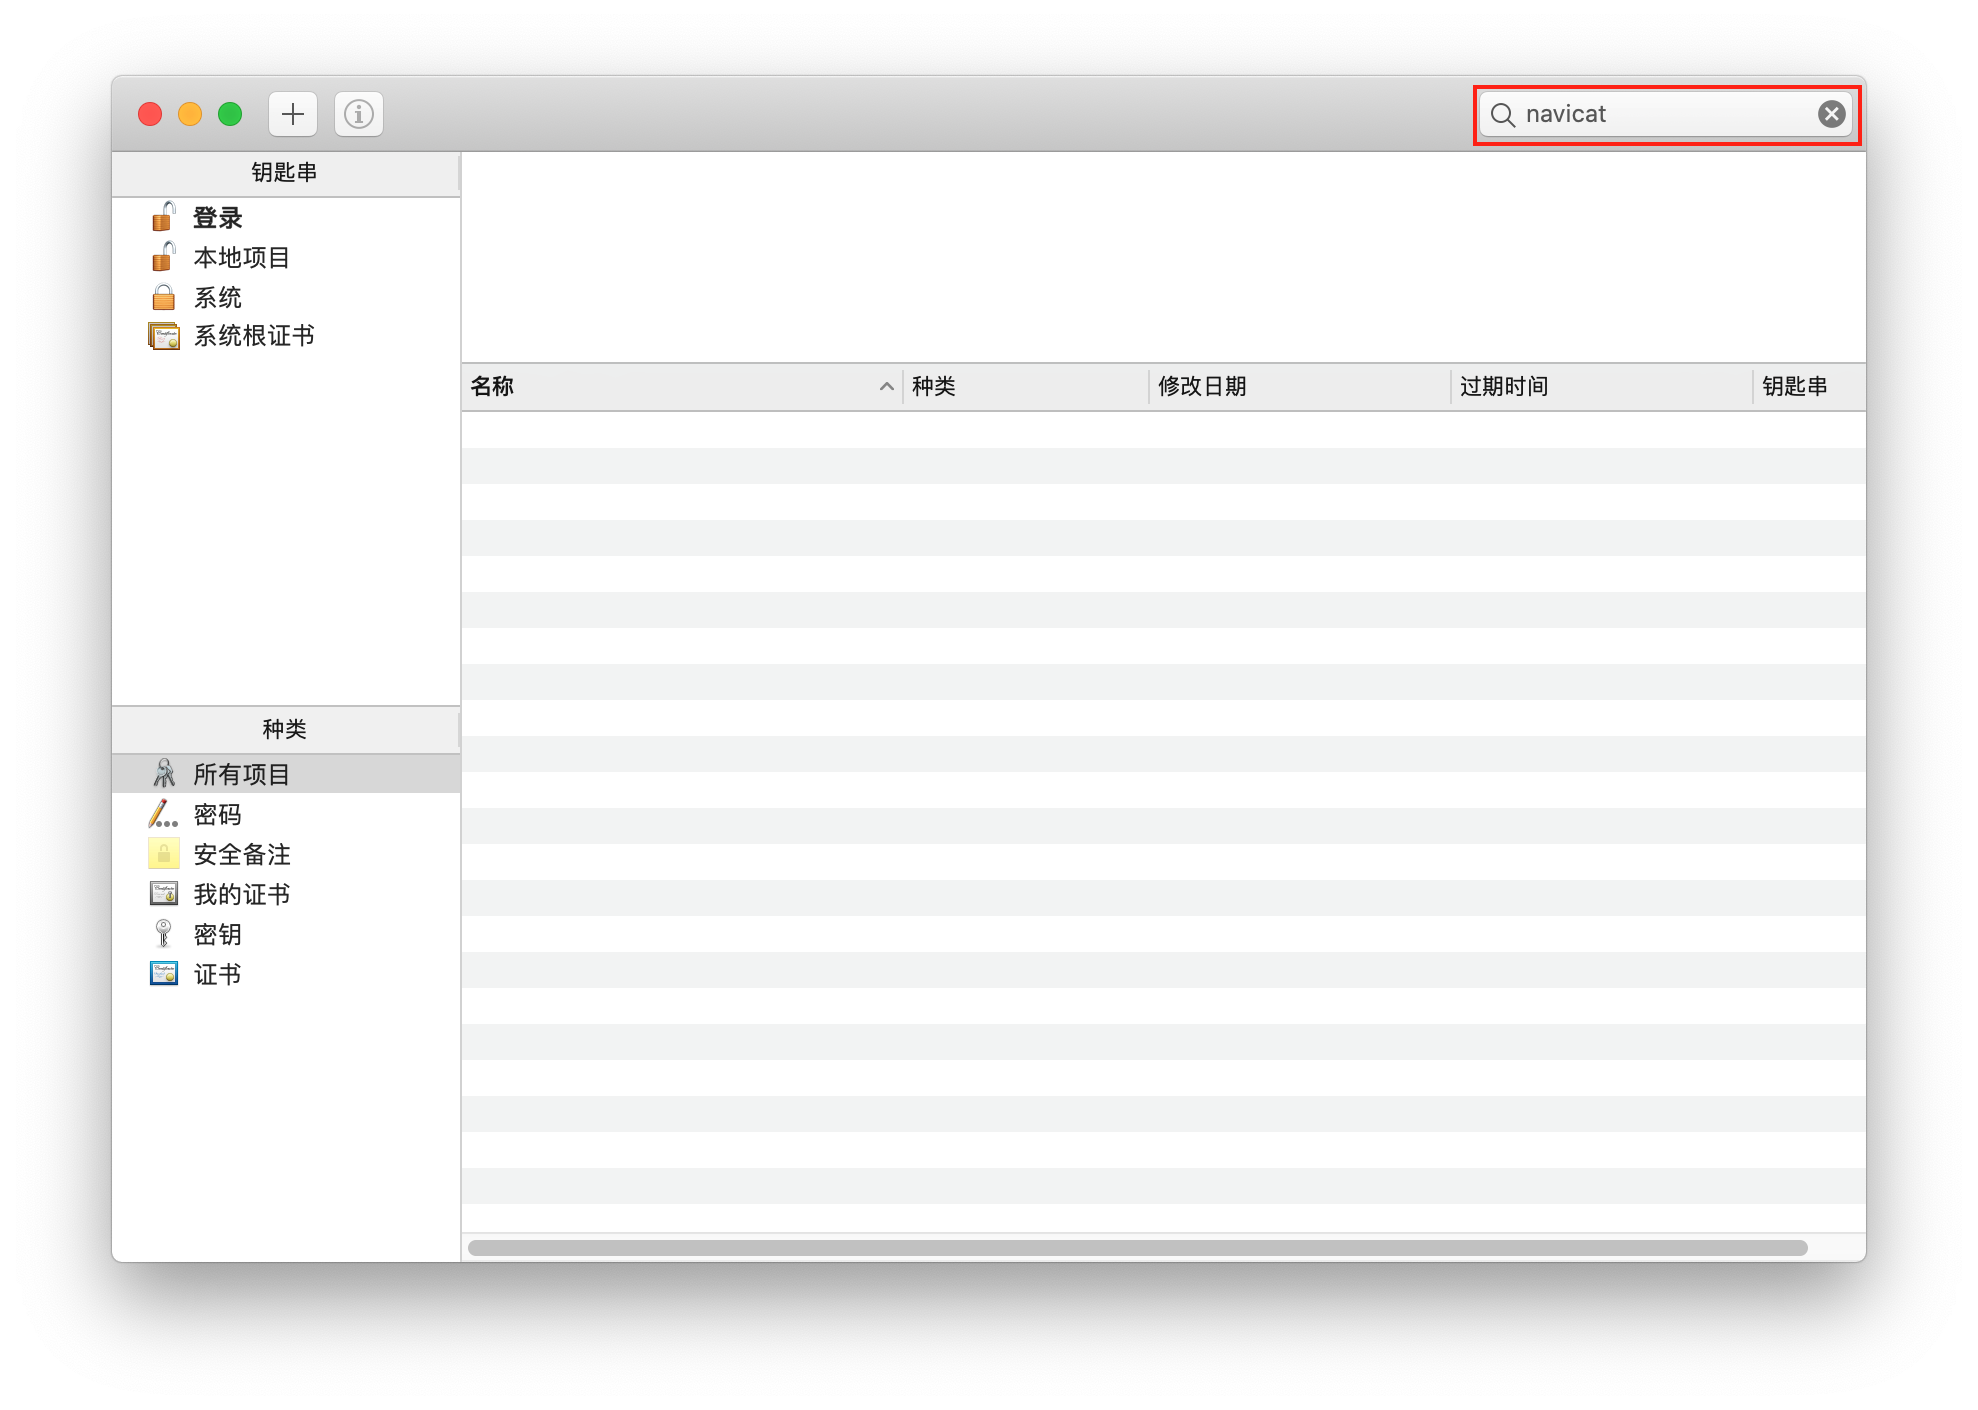 navicat
钥匙串
登录
本地项目
系统
系统根证书
名称 种类 修改日期 过期时间 钥匙串
种类
所有项目
密码
安全备注
我的证书
密钥
证书